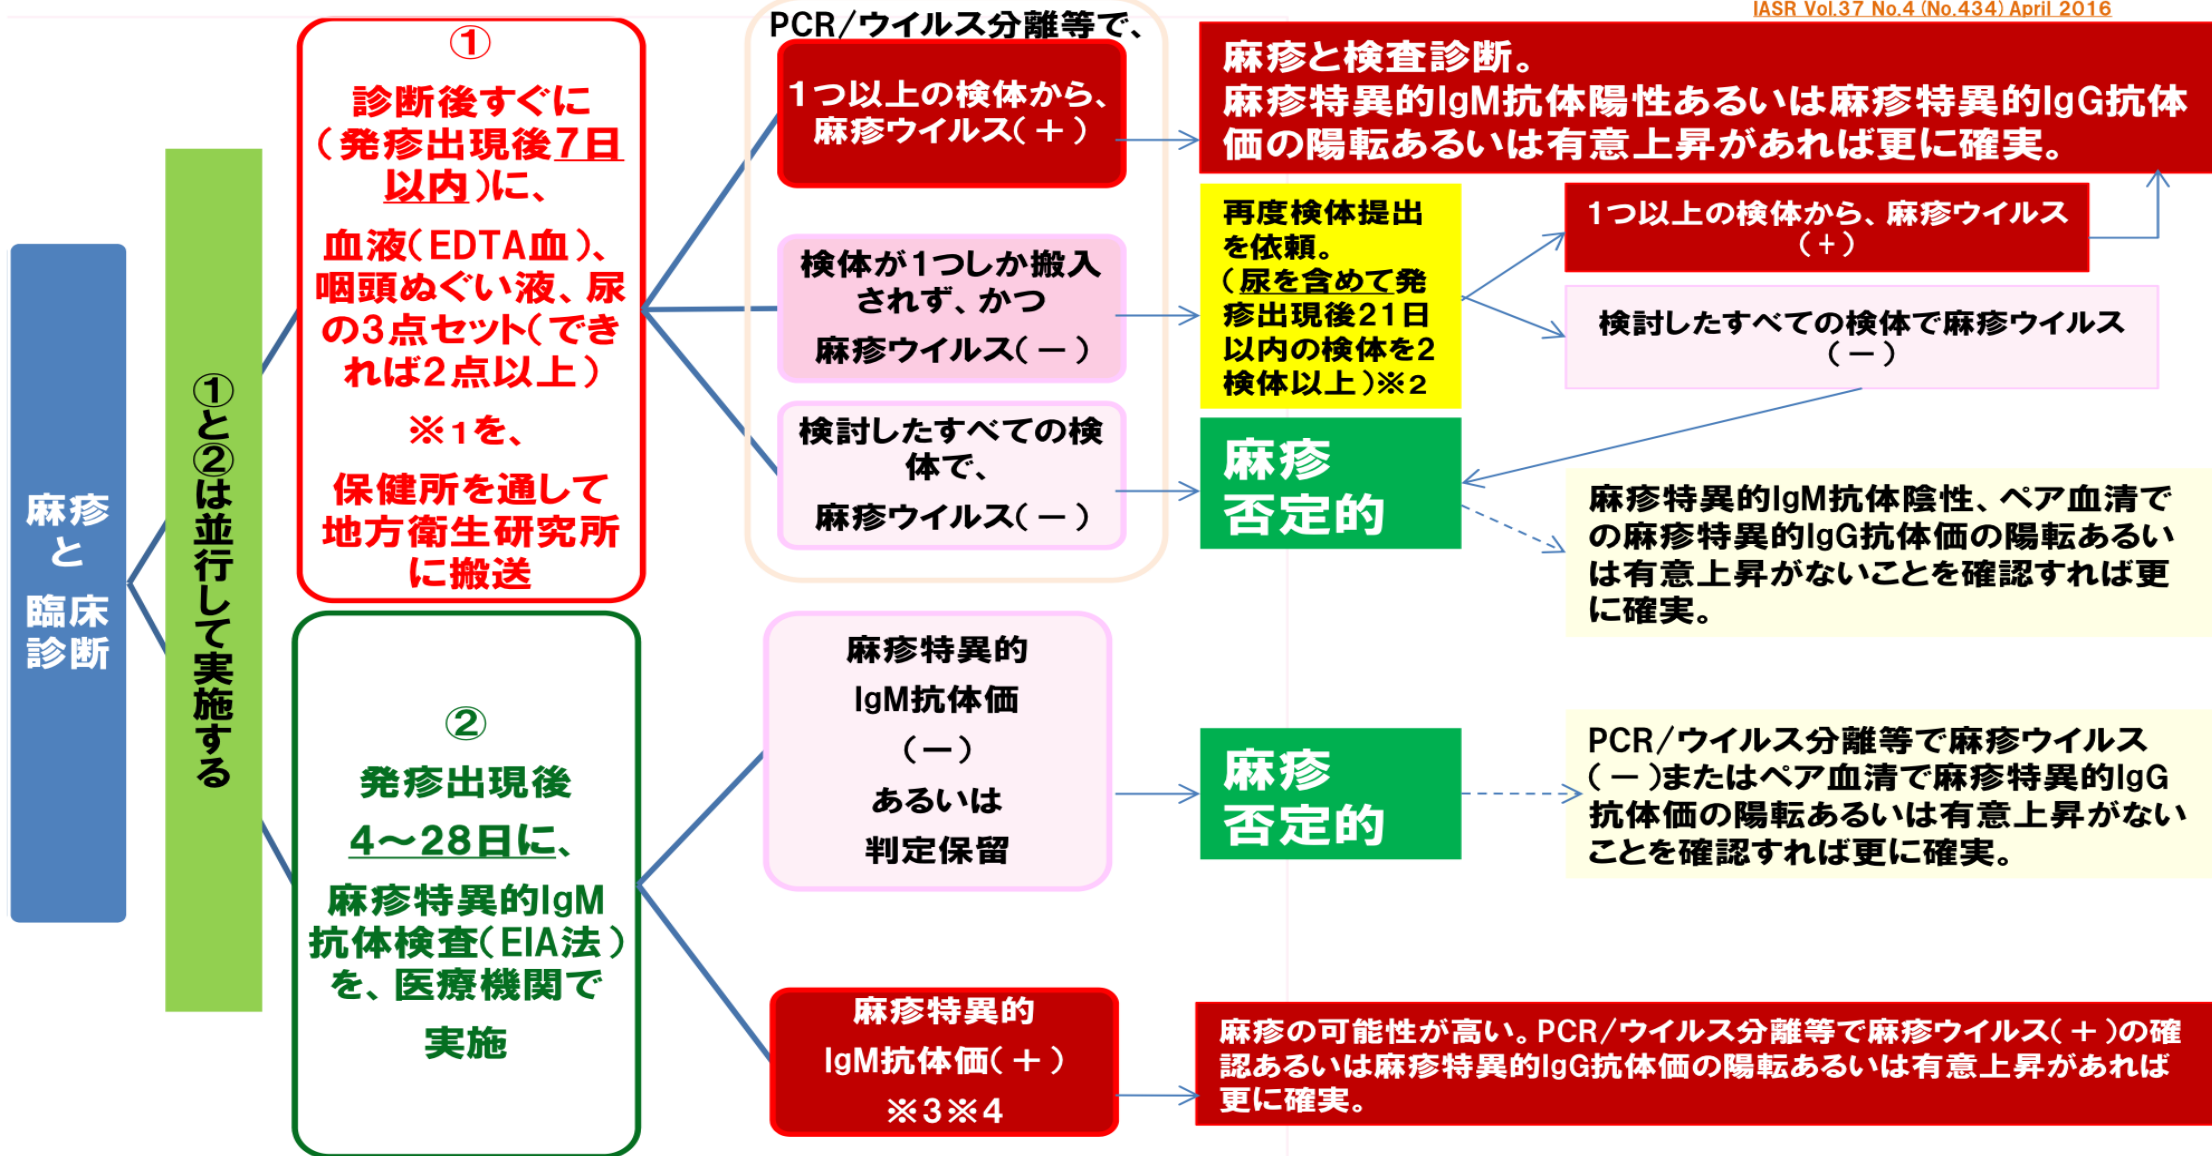 IASR Vol.37 No.4 (No.434) April 2016
麻疹
と
臨床
診断
①と②は並行して実施する
①
診断後すぐに
(発疹出現後7日
以内)に、
血液(EDTA血)、
咽頭ぬぐい液、尿
の3点セット(でき
れば2点以上)
※1を、
保健所を通して
地方衛生研究所
に搬送
PCR/ウイルス分離等で、
1つ以上の検体から、
麻疹ウイルス(+)
麻疹と検査診断。
麻疹特異的IgM抗体陽性あるいは麻疹特異的IgG抗体
価の陽転あるいは有意上昇があれば更に確実。
検体が1つしか搬入
されず、かつ
麻疹ウイルス(-)
再度検体提出
を依頼。
(尿を含めて発
疹出現後21日
以内の検体を2
検体以上)※2
1つ以上の検体から、麻疹ウイルス
(+)
検討したすべての検体で麻疹ウイルス
(-)
検討したすべての検
体で、
麻疹ウイルス(-)
麻疹
否定的
麻疹特異的IgM抗体陰性、ペア血清で
の麻疹特異的IgG抗体価の陽転あるい
は有意上昇がないことを確認すれば更
に確実。
②
発疹出現後
4~28日に、
麻疹特異的IgM
抗体検査(EIA法)
を、医療機関で
実施
麻疹特異的
IgM抗体価
(-)
あるいは
判定保留
麻疹
否定的
PCR/ウイルス分離等で麻疹ウイルス
(-)またはペア血清で麻疹特異的IgG
抗体価の陽転あるいは有意上昇がない
ことを確認すれば更に確実。
麻疹特異的
IgM抗体価(+)
※3※4
麻疹の可能性が高い。PCR/ウイルス分離等で麻疹ウイルス(+)の確
認あるいは麻疹特異的IgG抗体価の陽転あるいは有意上昇があれば
更に確実。